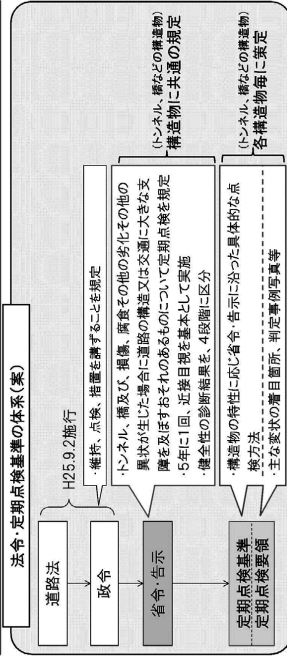 法令・定期点検基準の体系(案)
道路法
H25.9.2施行
政令
・維持、点検、措置を講ずることを規定
省令・告示
・トンネル、橋及び、損傷、腐食その他の劣化その他の
異状が生じた場合に道路の構造又は交通に大きな支
障を及ぼすおそれのあるものについて定期点検を規定
・5年に1回、近接目視を基本として実施
・健全性の診断結果を、4段階に区分
(トンネル、橋などの構造物)
構造物に共通の規定
定期点検基準
定期点検要領
・構造物の特性に応じ省令・告示に沿った具体的な点
検方法
・主な変状の着目箇所、判定事例写真等
(トンネル、橋などの構造物)
各構造物毎に策定